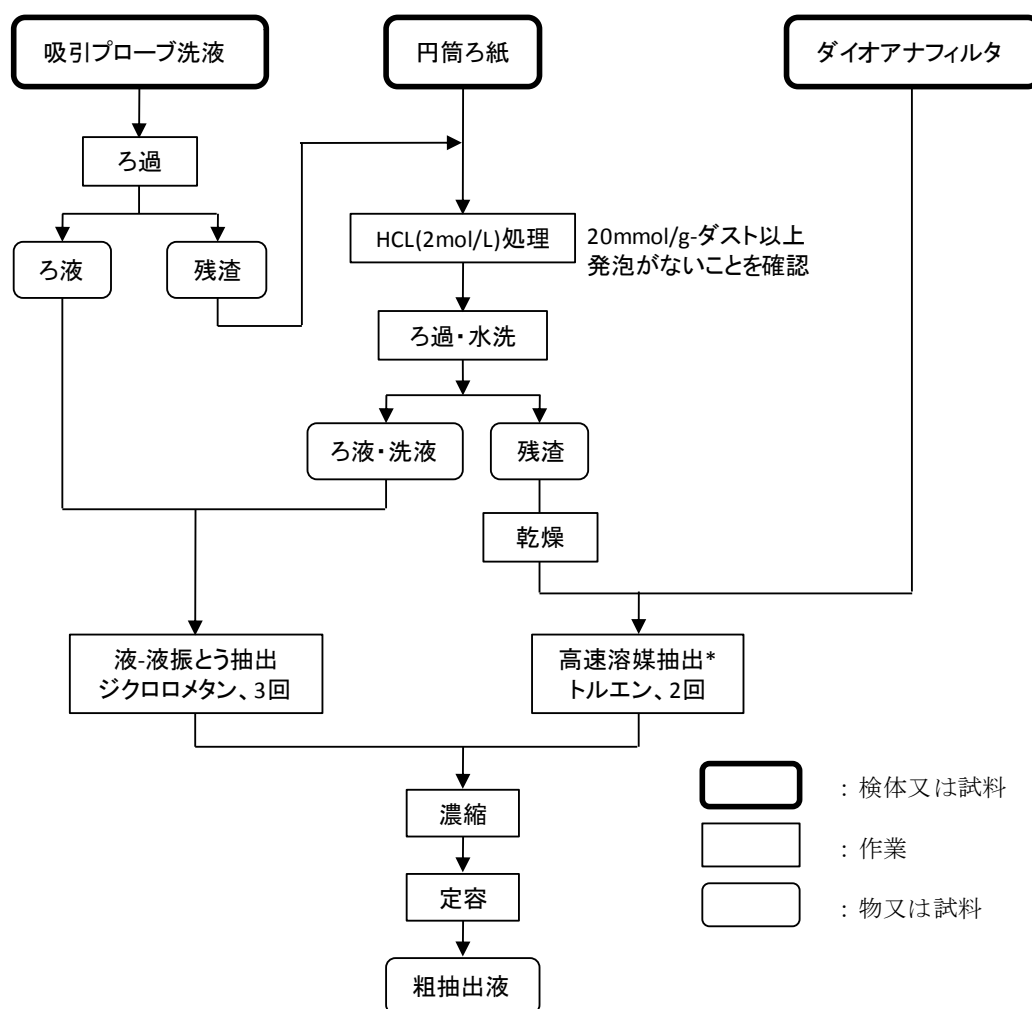 吸引プローブ洗液
円筒ろ紙
ダイオアナフィルタ
ろ過
ろ液
残渣
HCL(2mol/L)処理
20mmol/g-ダスト以上
発泡がないことを確認
ろ過・水洗
ろ液・洗液
残渣
乾燥
液-液振とう抽出
ジクロロメタン、3回
高速溶媒抽出*
トルエン、2回
濃縮
定容
粗抽出液
：検体又は試料
：作業
：物又は試料